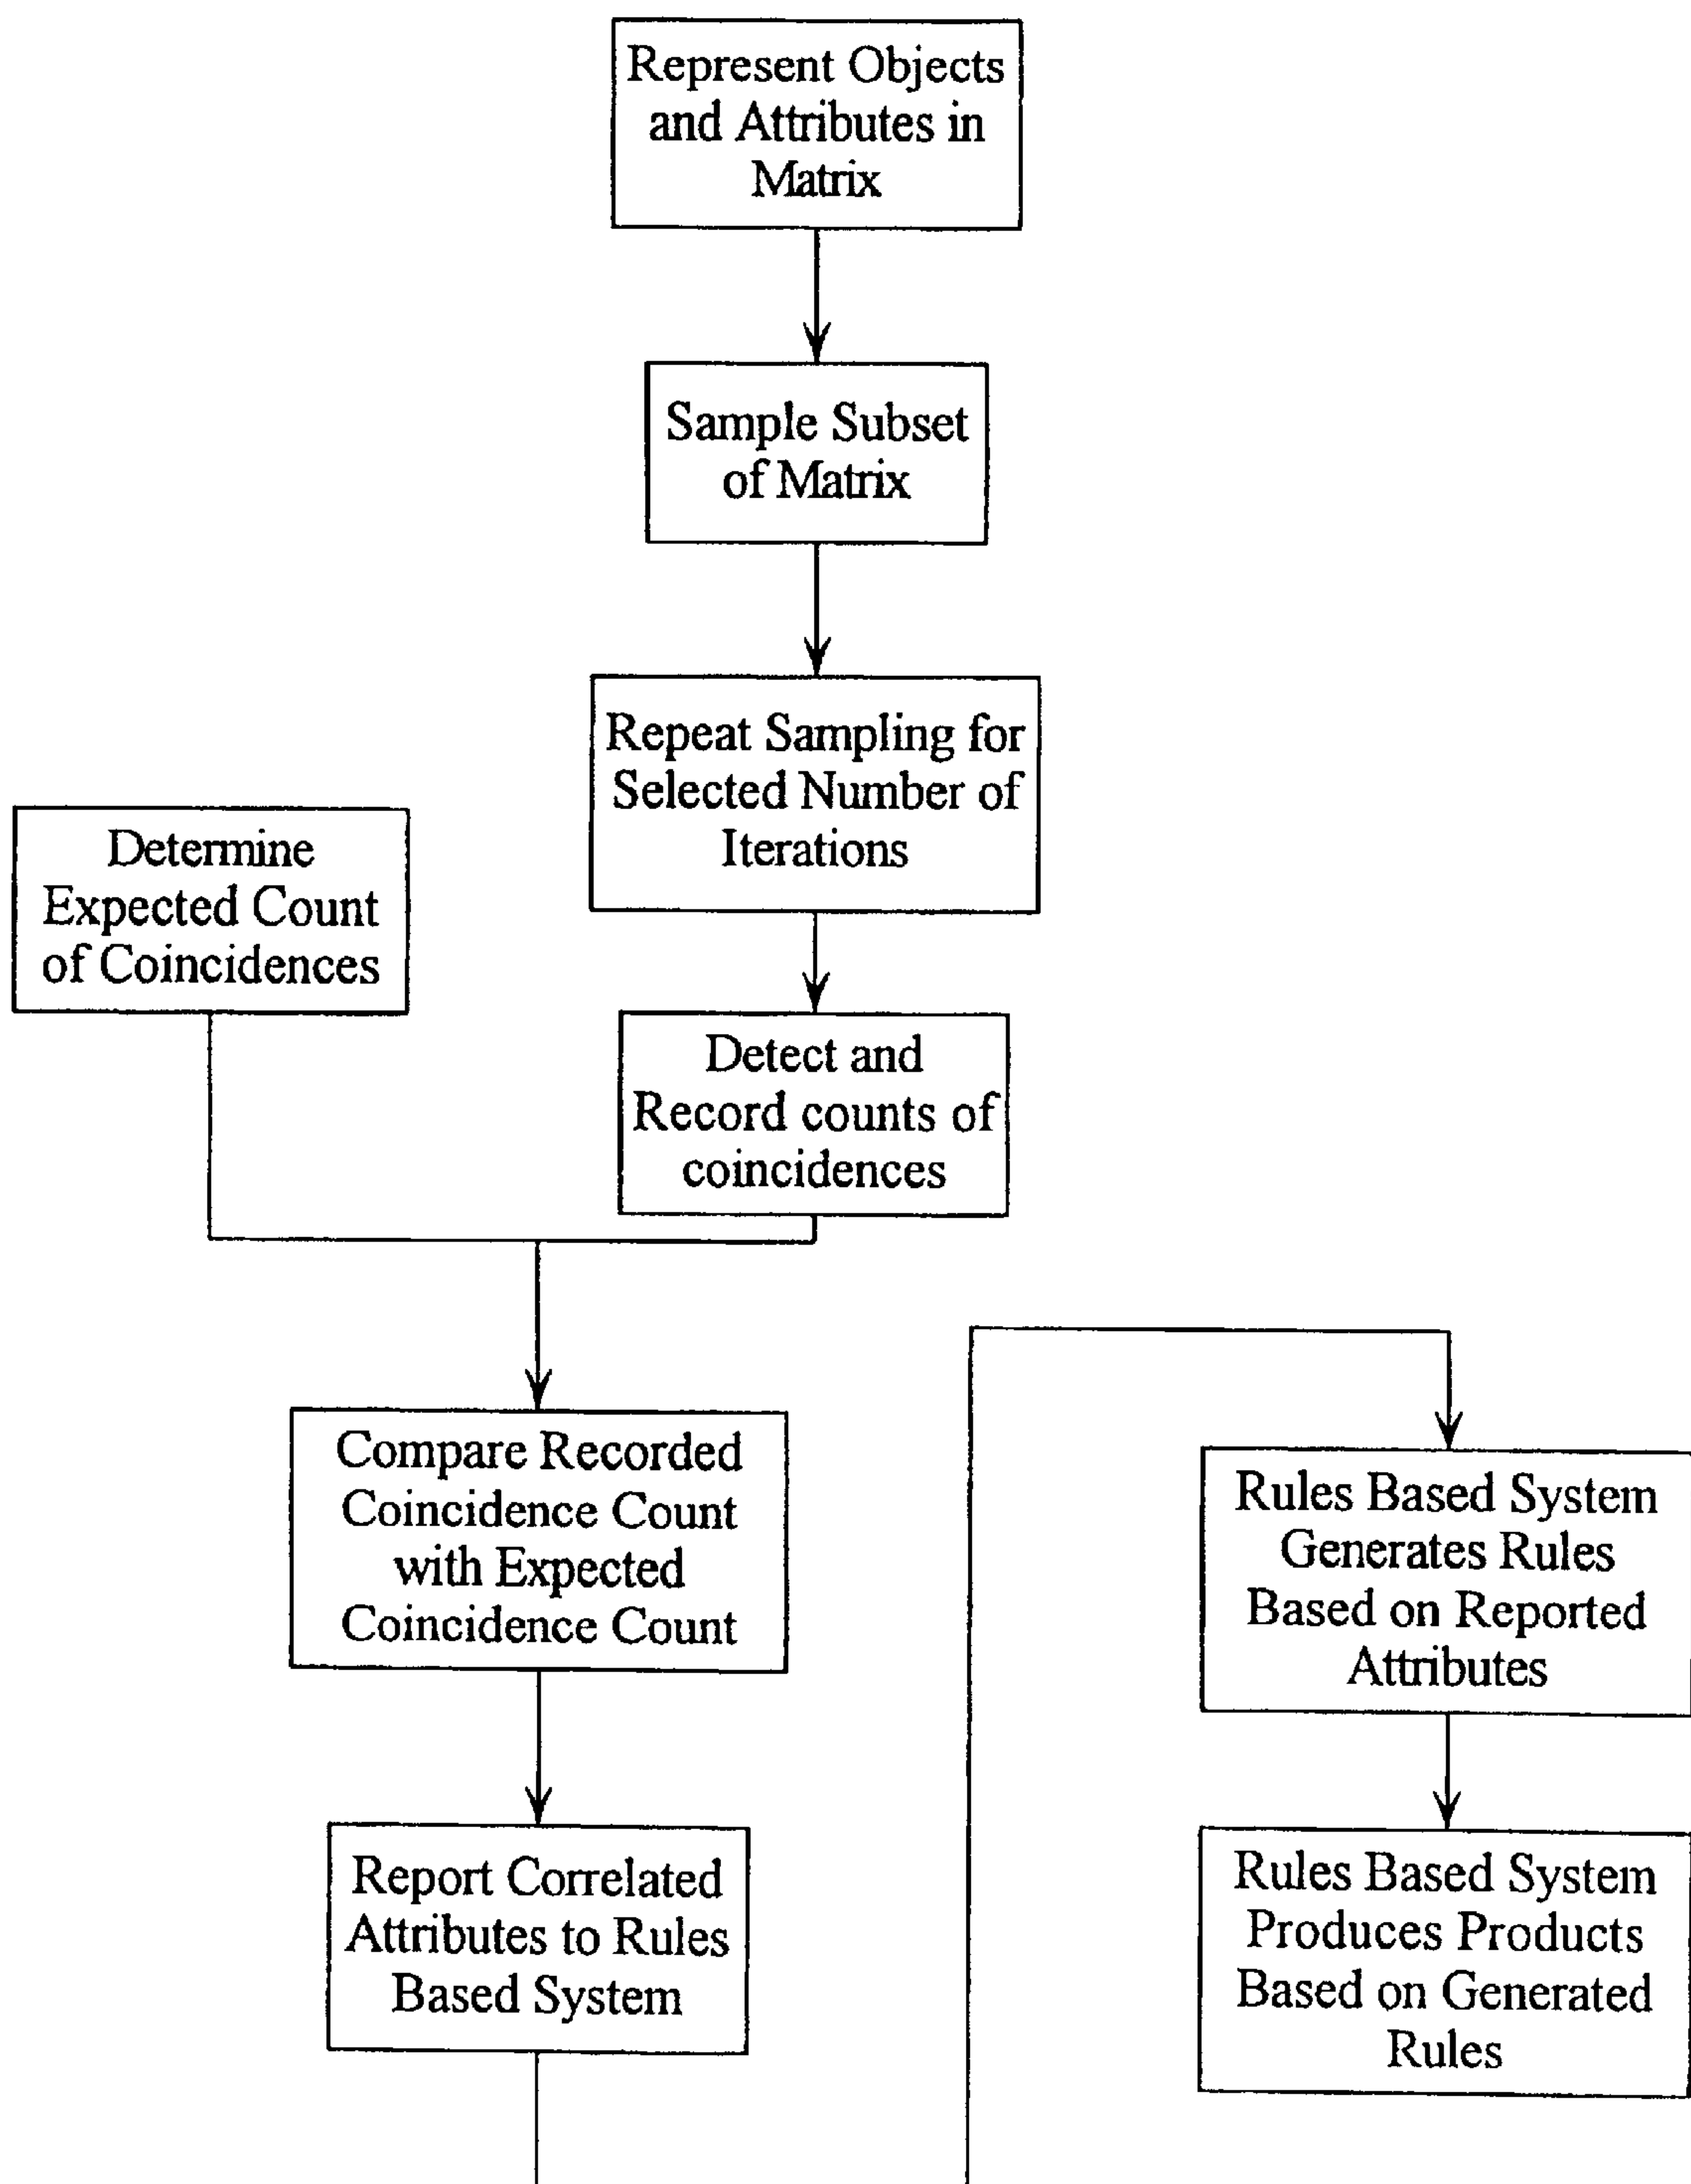 Represent Objects
and Attributes in
Matrix
Sample Subset
of Matrix
Repeat Sampling for
Selected Number of
Iterations
Determine
Expected Count
of Coincidences
Detect and
Record counts of
coincidences
Compare Recorded
Coincidence Count
with Expected
Coincidence Count
Report Correlated
Attributes to Rules
Based System
Rules Based System
Generates Rules
Based on Reported
Attributes
Rules Based System
Produces Products
Based on Generated
Rules